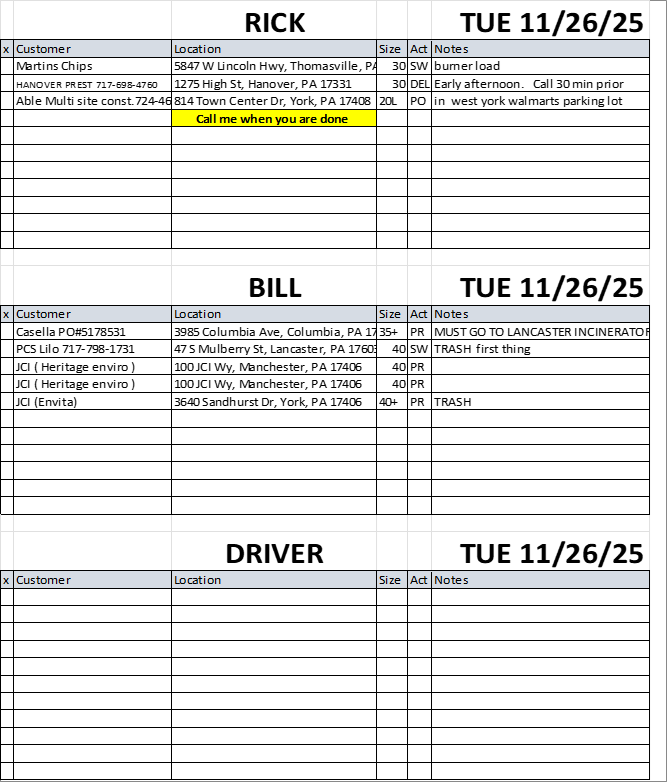 RICK TUE 11/26/25
x Customer Location Size Act Notes
Martins Chips 5847 W Lincoln Hwy, Thomasville, PA 30 SW burner load
HANOVER PREST 717-698-4760 1275 High St, Hanover, PA 17331 30 DEL Early afternoon. Call 30 min prior
Able Multi site const.724-46 814 Town Center Dr, York, PA 17408 20L PO in west york walmarts parking lot
Call me when you are done
BILL TUE 11/26/25
x Customer Location Size Act Notes
Casella PO#5178531 3985 Columbia Ave, Columbia, PA 17 35+ PR MUST GO TO LANCASTER INCINERATOR
PCS Lilo 717-798-1731 47 S Mulberry St, Lancaster, PA 1760 40 SW TRASH first thing
JCI ( Heritage enviro ) 100 JCI Wy, Manchester, PA 17406 40 PR
JCI ( Heritage enviro ) 100 JCI Wy, Manchester, PA 17406 40 PR
JCI (Envita) 3640 Sandhurst Dr, York, PA 17406 40+ PR TRASH
DRIVER TUE 11/26/25
x Customer Location Size Act Notes